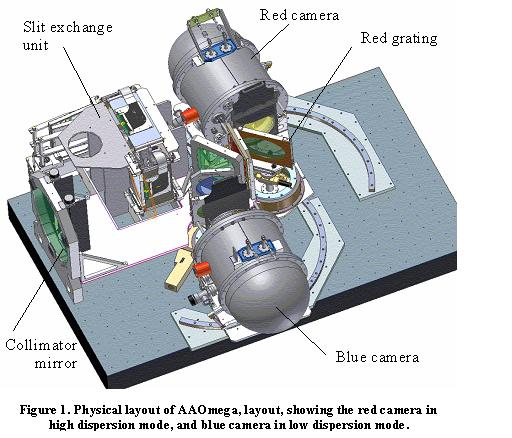 Slit exchange
unit
Red camera
Red grating
Collimator
mirror
Blue camera
Figure 1. Physical layout of AAOmega, layout, showing the red camera in
high dispersion mode, and blue camera in low dispersion mode.